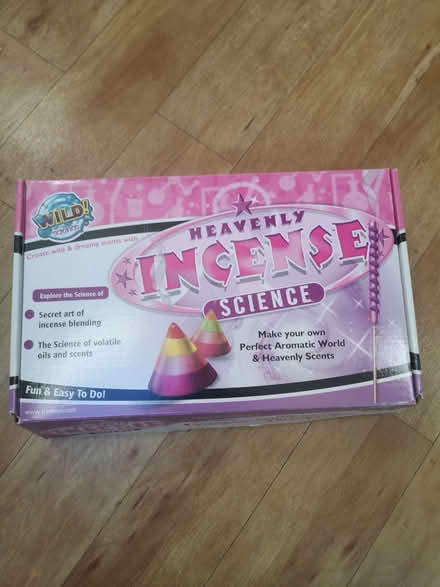 WILD!
SCIENCE
Create wild & dreamy scents with
HEAVENLY
INCENSE
SCIENCE
Explore the Science of
Secret art of
incense blending
The Science of volatile
oils and scents
Make your own
Perfect Aromatic World
& Heavenly Scents
Fun & Easy To Do!